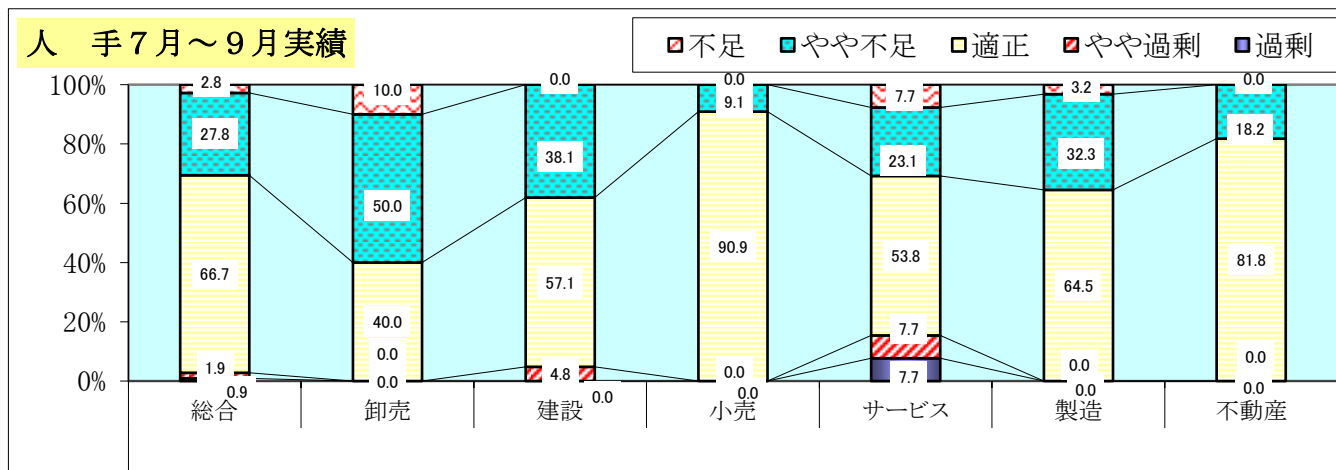 人　手７月～９月実績
不足 やや不足 適正 やや過剰 過剰
100%
80%
60%
40%
20%
0%
2.8 10.0 0.0 0.0 7.7 3.2 0.0
27.8 50.0 38.1 9.1 23.1 32.3 18.2
66.7 40.0 57.1 90.9 53.8 64.5 81.8
1.9 0.0 4.8 0.0 7.7 0.0 0.0
0.9 0.0 0.0 0.0 7.7 0.0 0.0
総合 卸売 建設 小売 サービス 製造 不動産